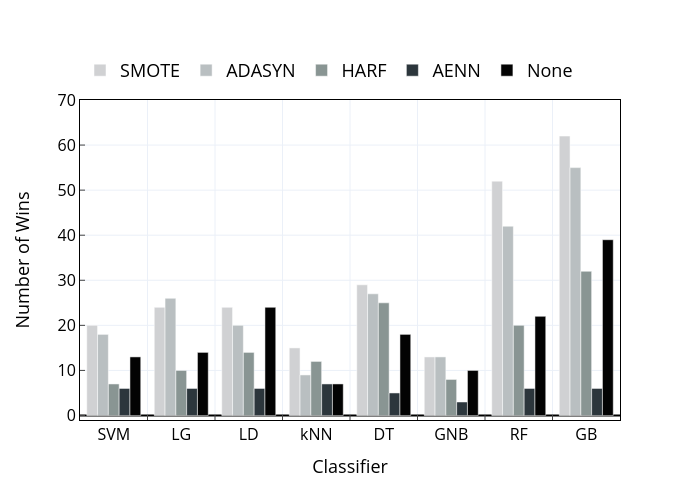 SMOTE ADASYN HARF AENN None
70
60
50
40
30
20
10
0
Number of Wins
SVM LG LD kNN DT GNB RF GB
Classifier